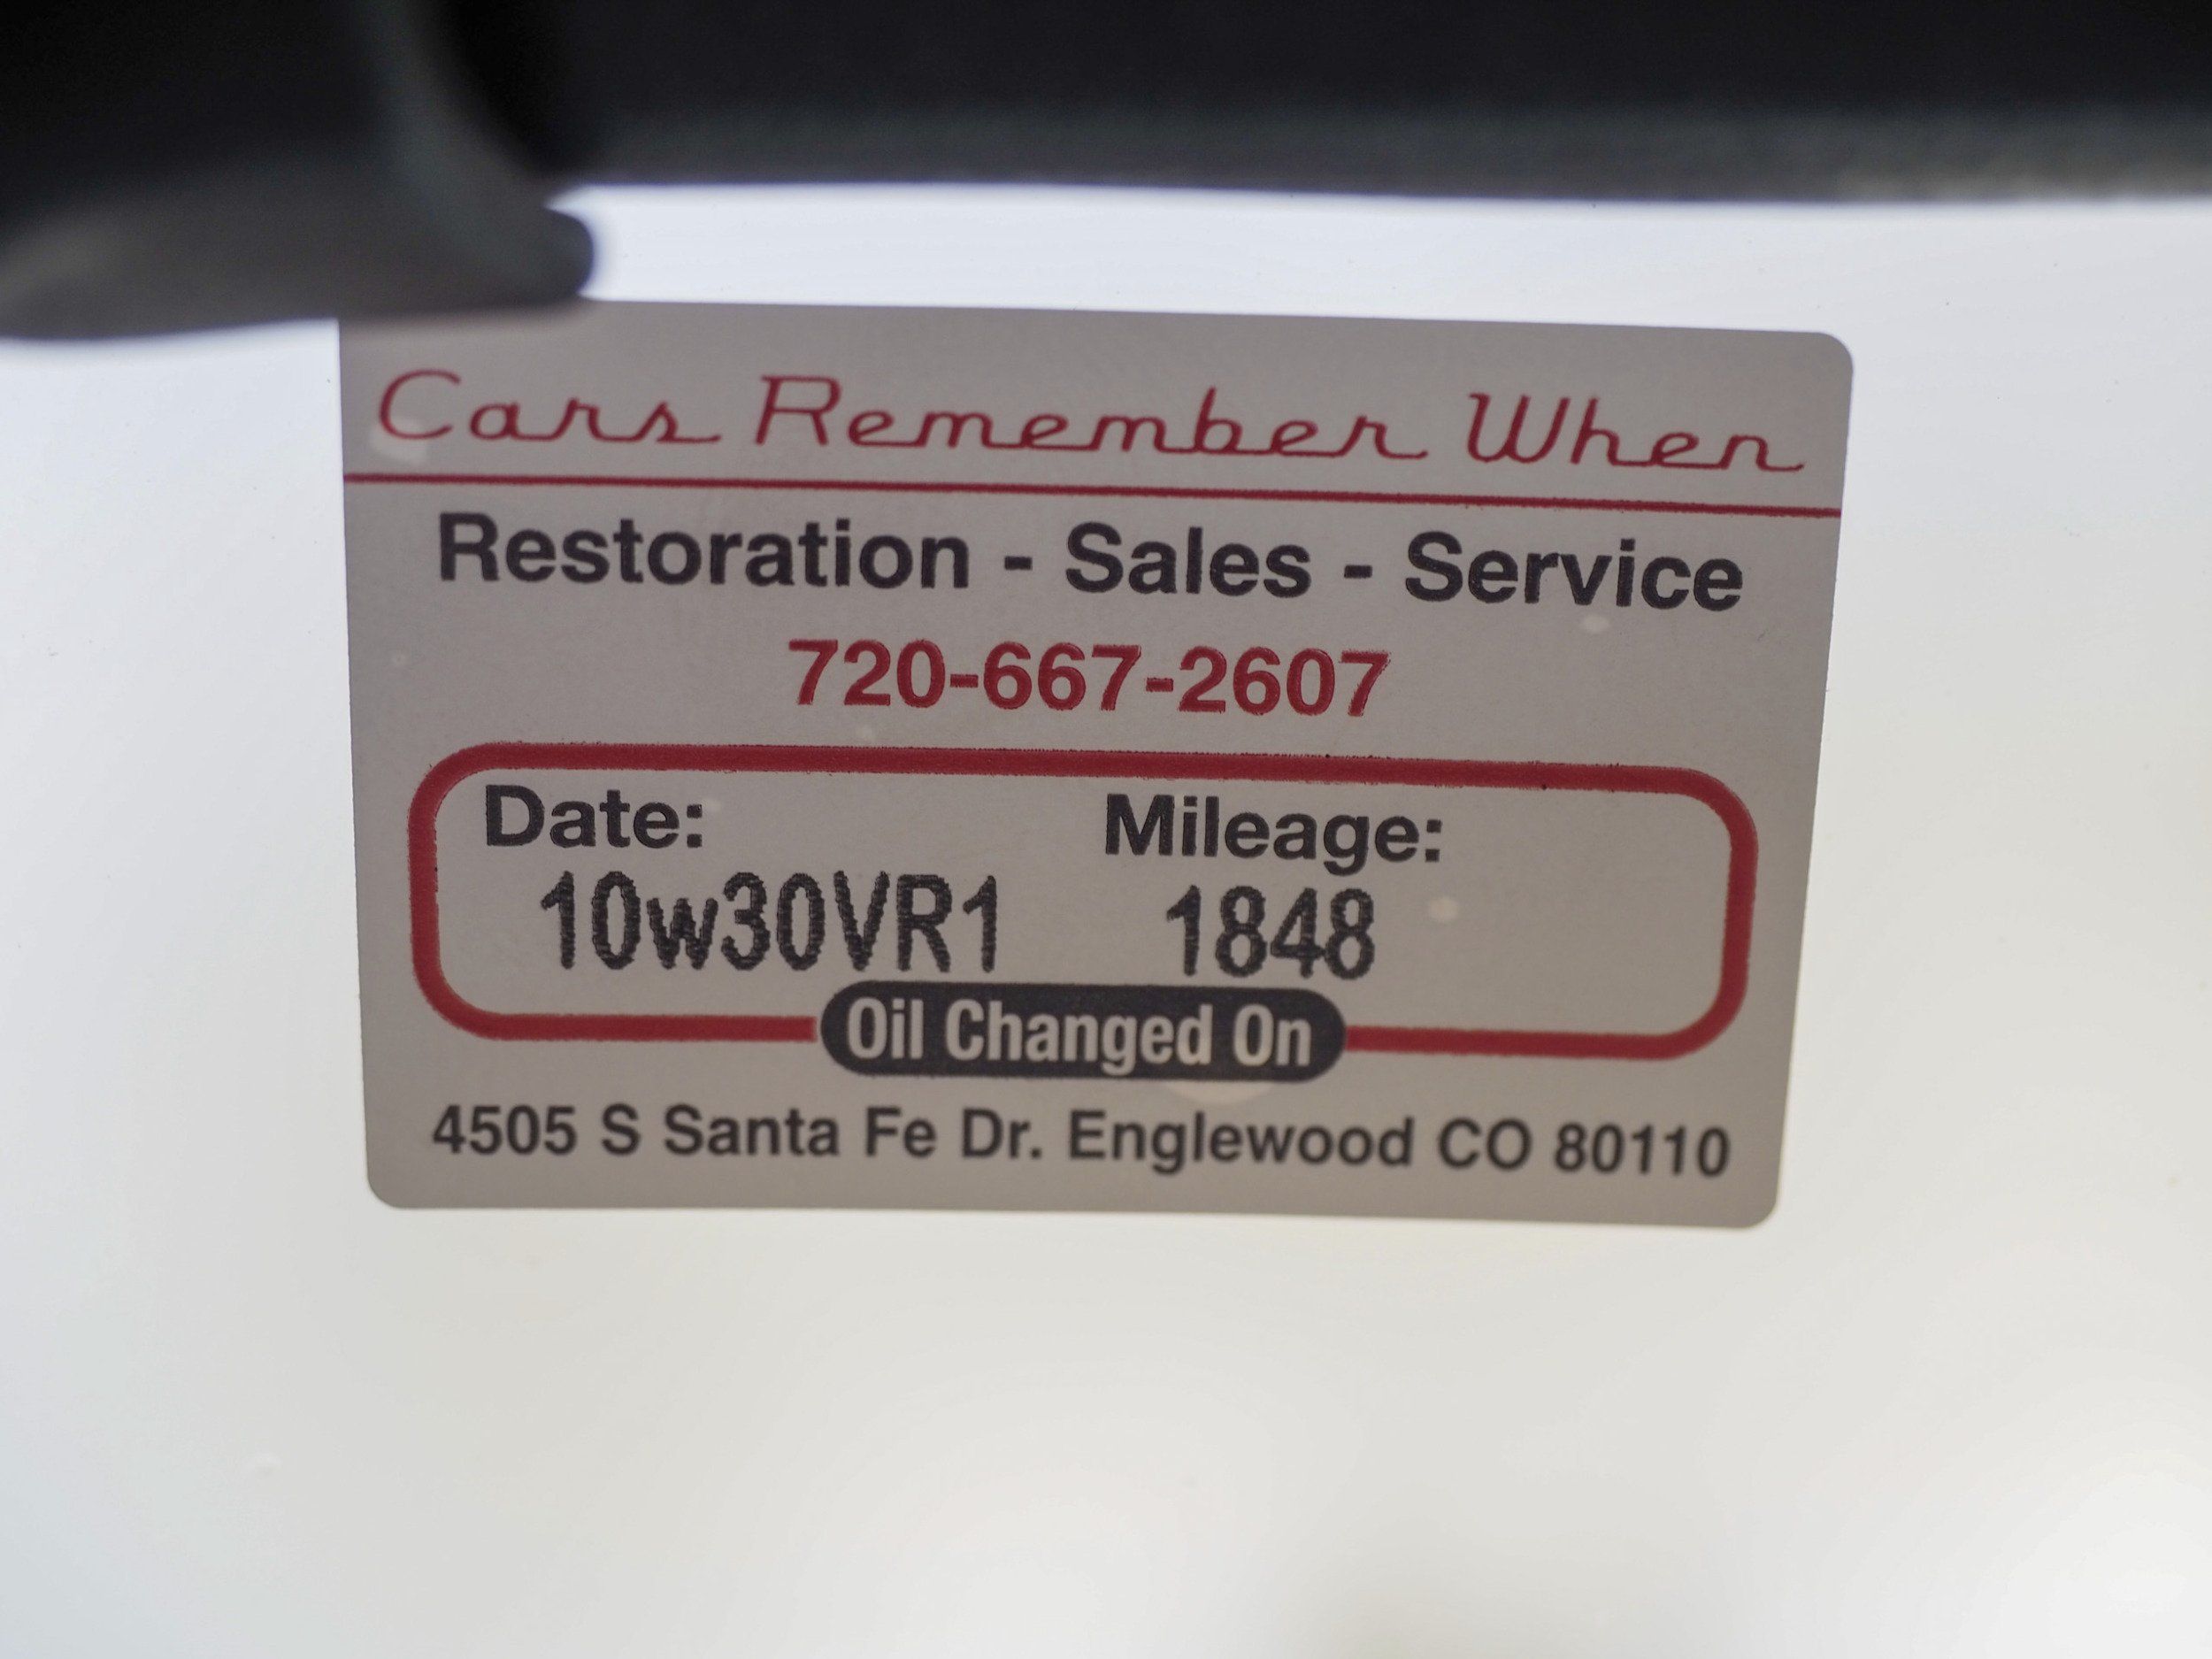 Cars Remember When
Restoration - Sales - Service
720-667-2607
Date: Mileage:
10w30VR1 1848
Oil Changed On
4505 S Santa Fe Dr. Englewood CO 80110